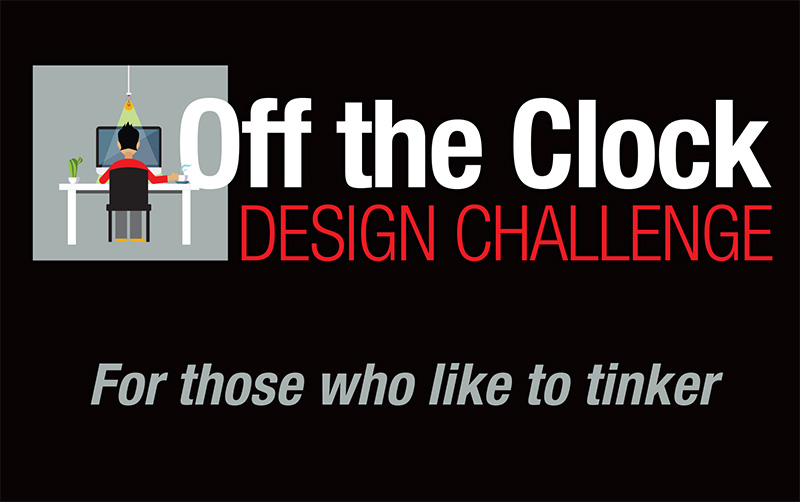 Off the Clock
DESIGN CHALLENGE
For those who like to tinker